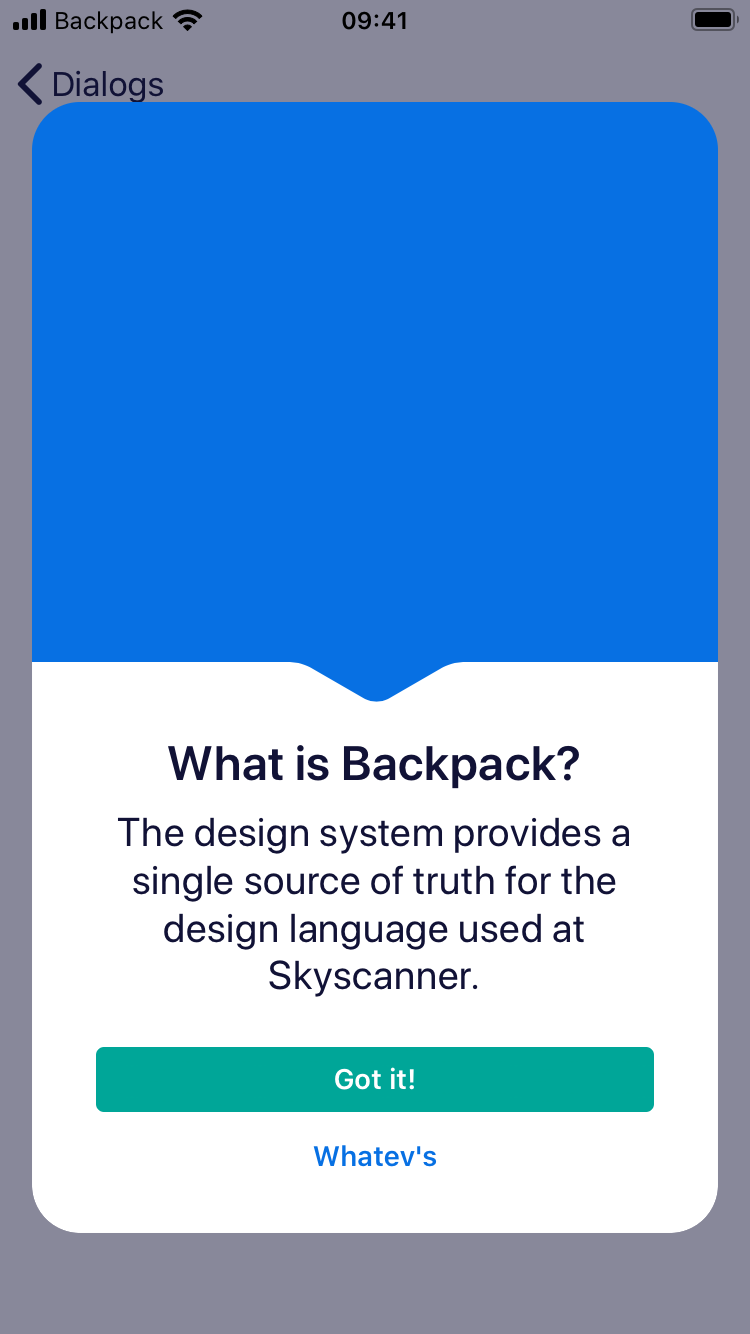 Backpack 09:41
Dialogs
What is Backpack?
The design system provides a
single source of truth for the
design language used at
Skyscanner.
Got it!
Whatev's